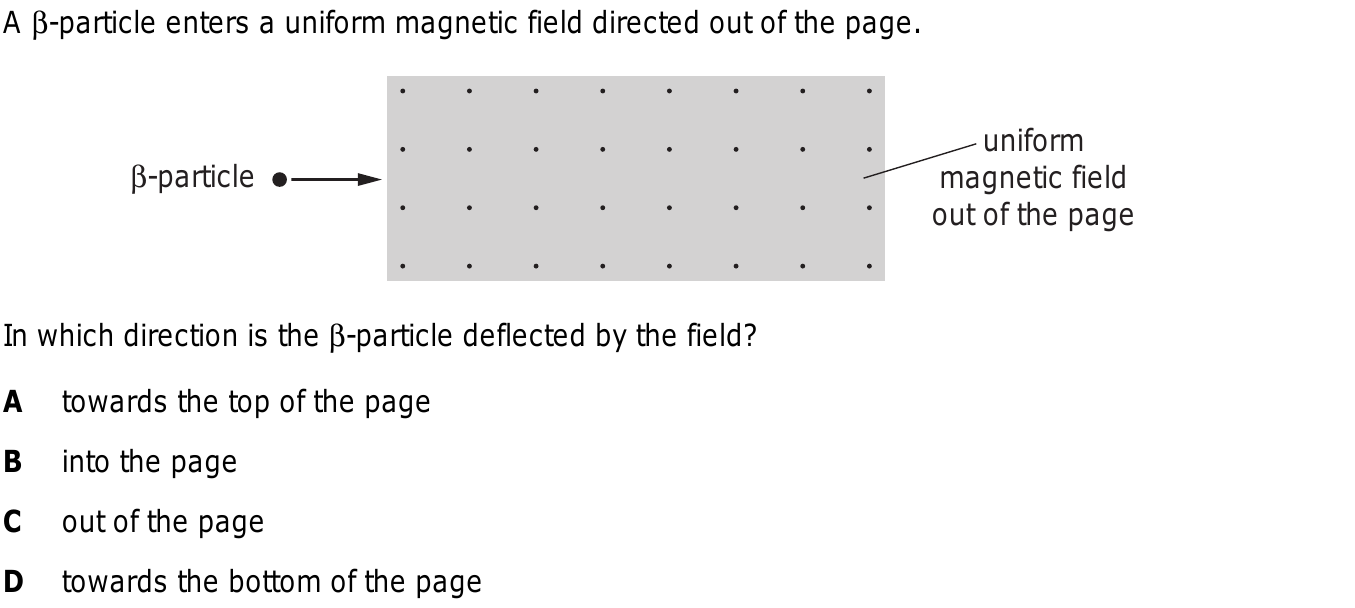 A β-particle enters a uniform magnetic field directed out of the page.
β-particle
uniform
magnetic field
out of the page
In which direction is the β-particle deflected by the field?
A towards the top of the page
B into the page
C out of the page
D towards the bottom of the page